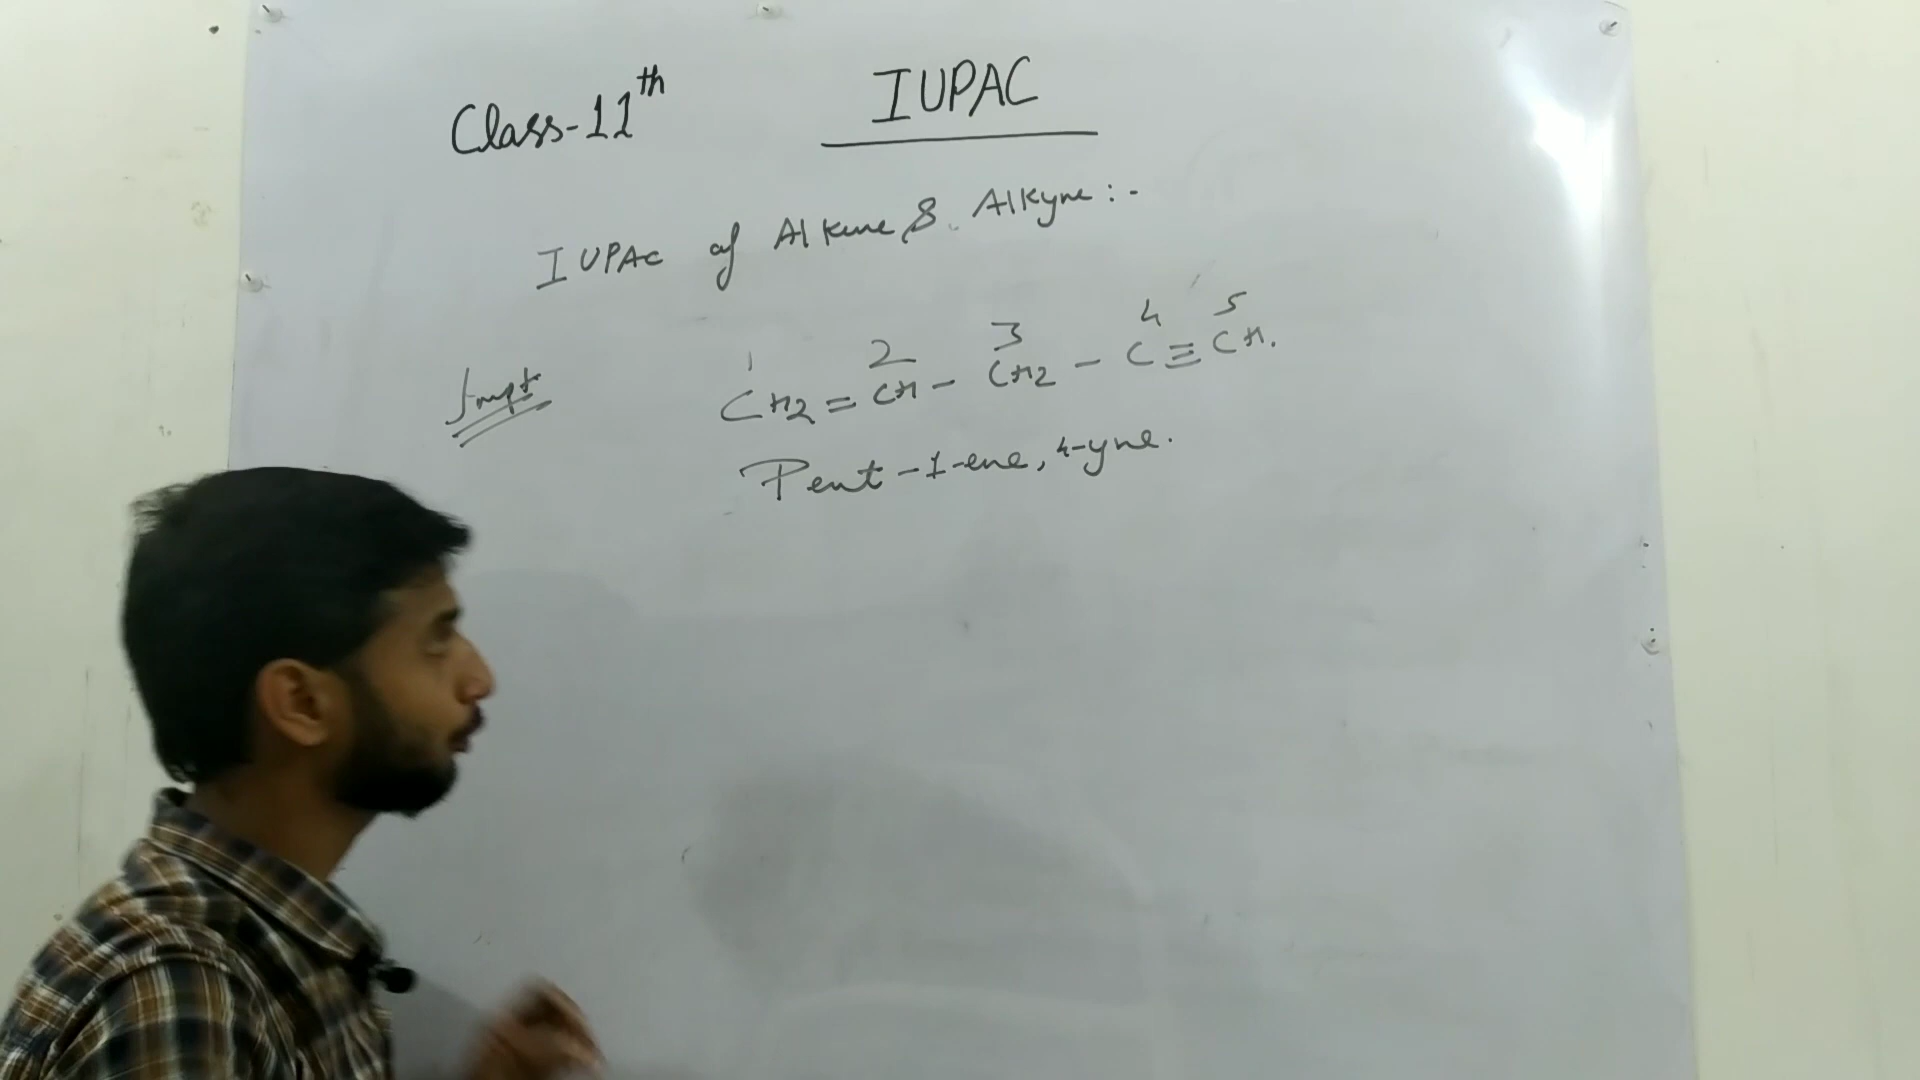 Class-11th IUPAC
IUPAC of Alkene & Alkyne :-
1 2 3 4 5
Impt CH2 = CH - CH2 - C ≡ CH.
Pent-1-ene, 4-yne.